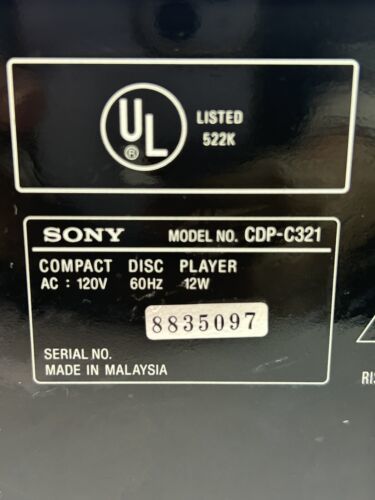 UL
®
LISTED
522K
SONY MODEL NO. CDP-C321
COMPACT DISC PLAYER
AC : 120V 60HZ 12W
8835097
SERIAL NO.
MADE IN MALAYSIA